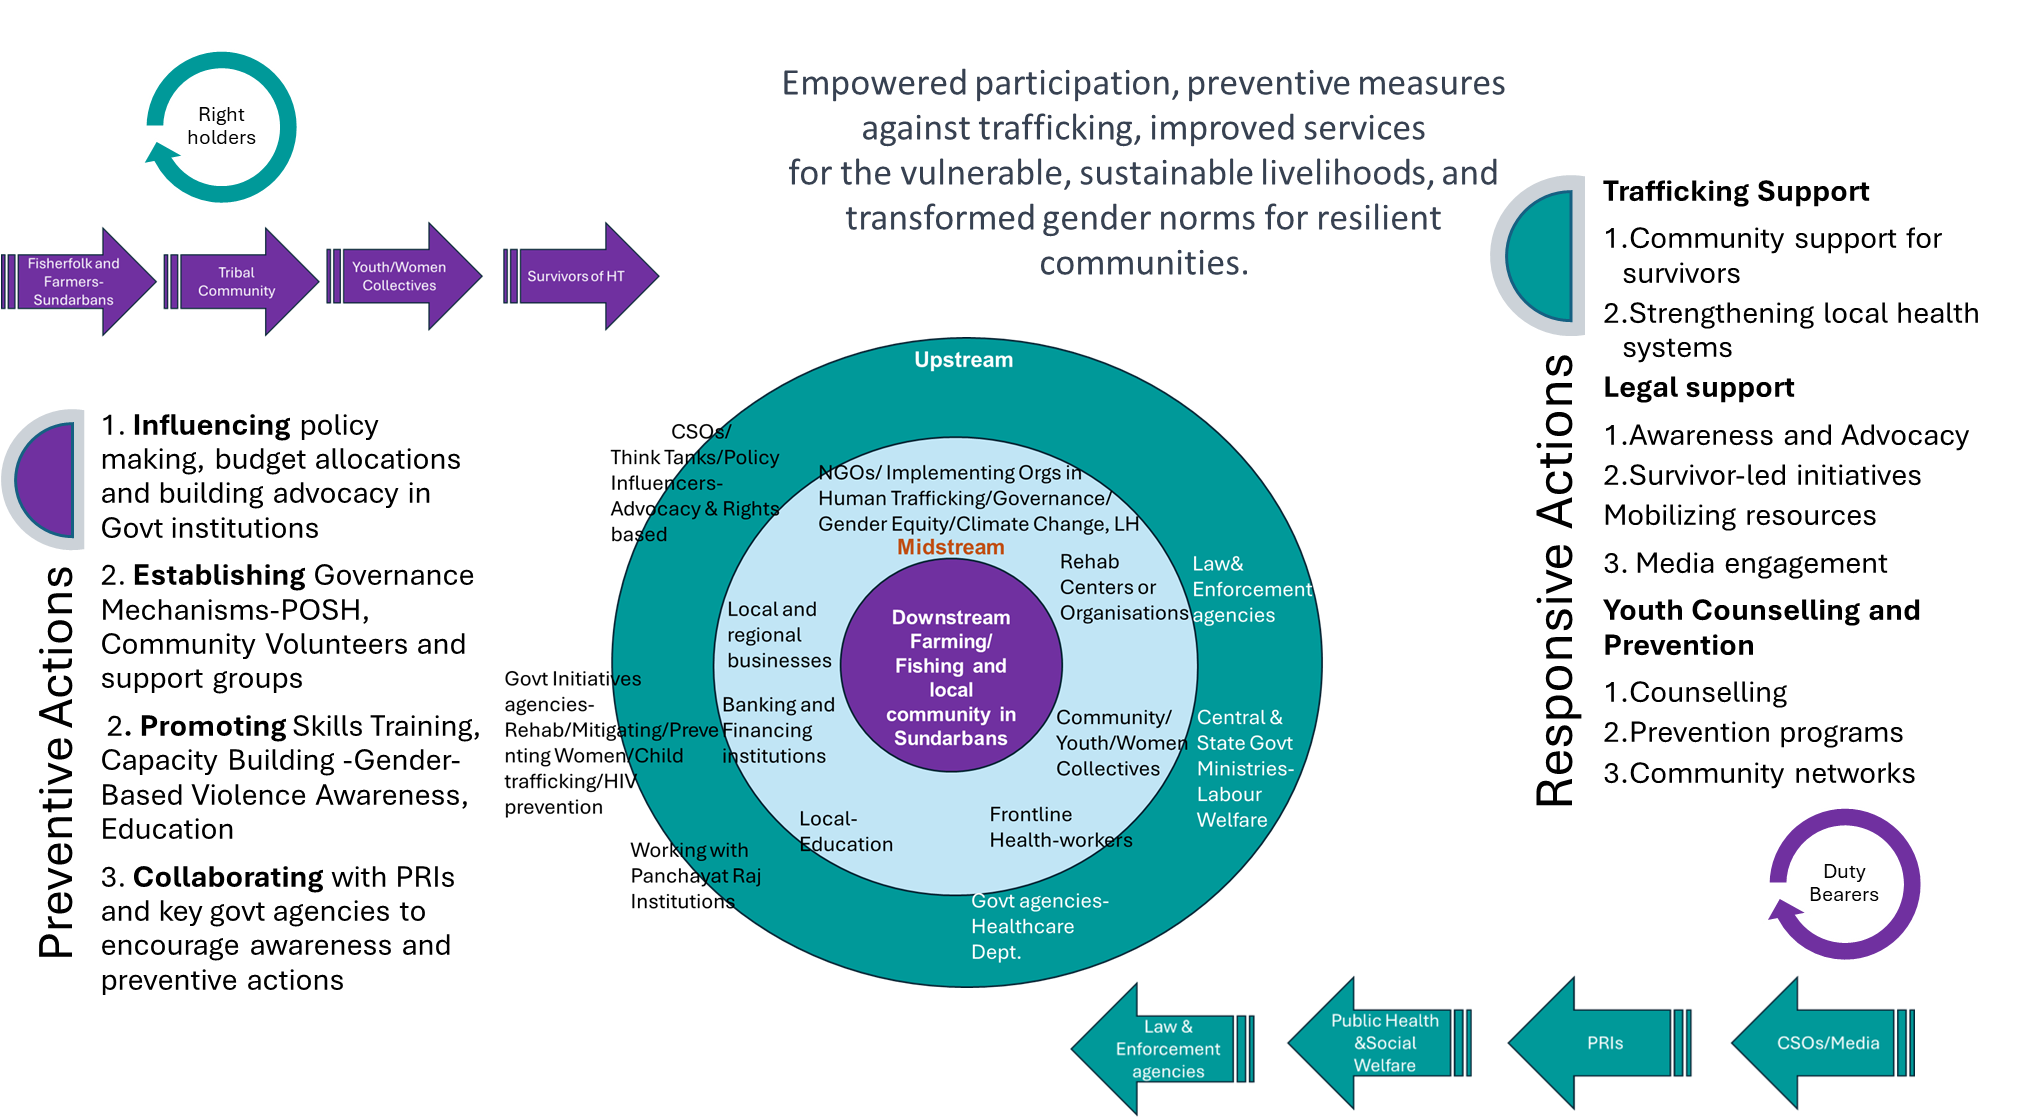 Right
holders
Empowered participation, preventive measures
against trafficking, improved services
for the vulnerable, sustainable livelihoods, and
transformed gender norms for resilient
communities.
Fisherfolk and
Farmers-
Sundarbans
Tribal
Community
Youth/Women
Collectives
Survivors of HT
Preventive Actions
1. Influencing policy
making, budget allocations
and building advocacy in
Govt institutions
2. Establishing Governance
Mechanisms-POSH,
Community Volunteers and
support groups
2. Promoting Skills Training,
Capacity Building -Gender-
Based Violence Awareness,
Education
3. Collaborating with PRIs
and key govt agencies to
encourage awareness and
preventive actions
Upstream
CSOs/
Think Tanks/Policy
Influencers-
Advocacy & Rights
based
NGOs/ Implementing Orgs in
Human Trafficking/Governance/
Gender Equity/Climate Change, LH
Midstream
Rehab
Centers or
Organisations
Law&
Enforcement
agencies
Local and
regional
businesses
Downstream
Farming/
Fishing and
local
community in
Sundarbans
Govt Initiatives
agencies-
Rehab/Mitigating/Preve
nting Women/Child
trafficking/HIV
prevention
Banking and
Financing
institutions
Community/
Youth/Women
Collectives
Central &
State Govt
Ministries-
Labour
Welfare
Local-
Education
Frontline
Health-workers
Working with
Panchayat Raj
Institutions
Govt agencies-
Healthcare
Dept.
Responsive Actions
Trafficking Support
1.Community support for
survivors
2.Strengthening local health
systems
Legal support
1.Awareness and Advocacy
2.Survivor-led initiatives
Mobilizing resources
3. Media engagement
Youth Counselling and
Prevention
1.Counselling
2.Prevention programs
3.Community networks
Duty
Bearers
Law &
Enforcement
agencies
Public Health
&Social
Welfare
PRIs
CSOs/Media